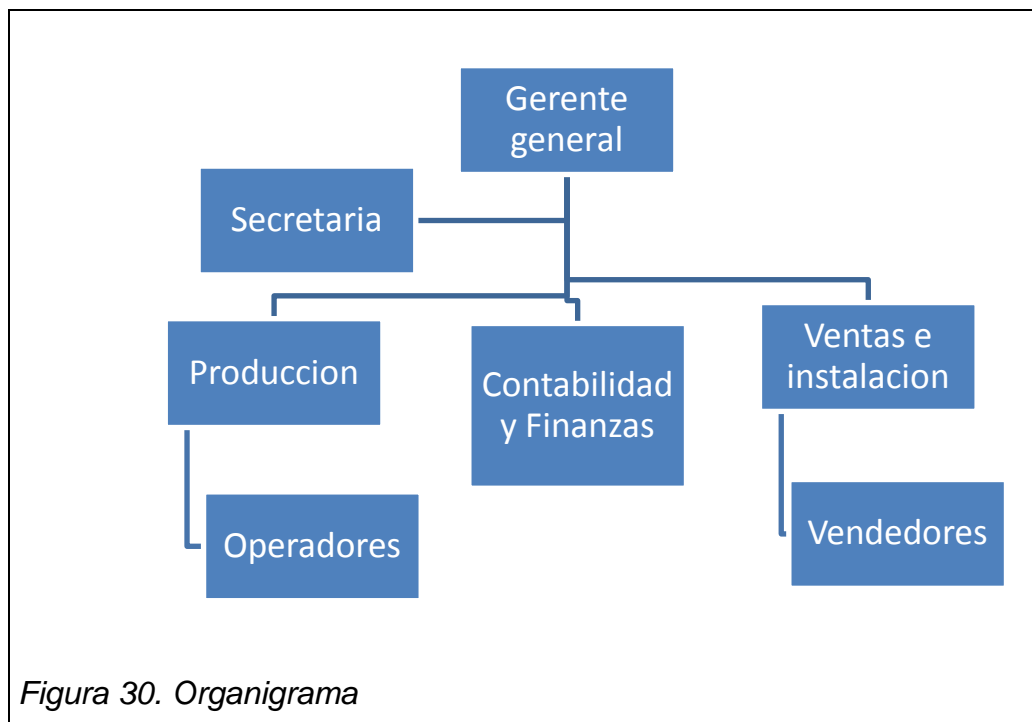 Gerente
general
Secretaria
Produccion
Contabilidad
y Finanzas
Ventas e
instalacion
Operadores
Vendedores
Figura 30. Organigrama